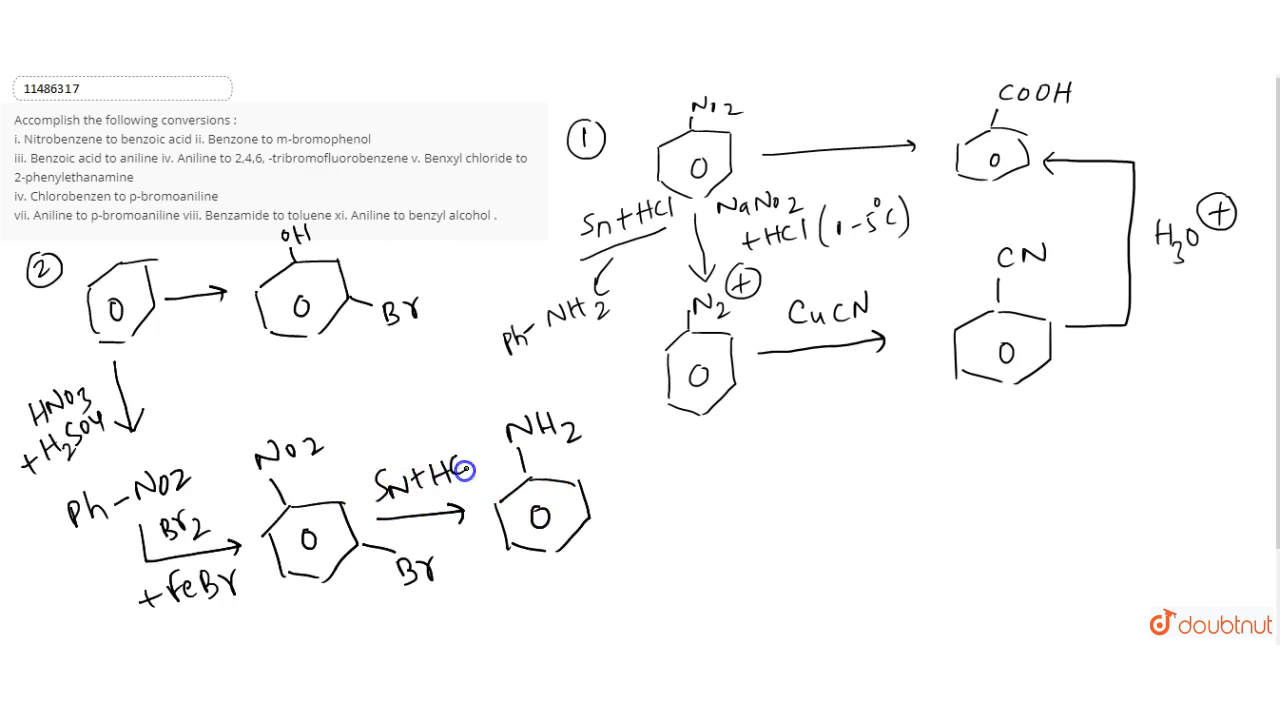 11486317
Accomplish the following conversions :
i. Nitrobenzene to benzoic acid ii. Benzone to m-bromophenol
iii. Benzoic acid to aniline iv. Aniline to 2,4,6, -tribromofluorobenzene v. Benxyl chloride to
2-phenylethanamine
iv. Chlorobenzen to p-bromoaniline
vii. Aniline to p-bromoaniline viii. Benzamide to toluene xi. Aniline to benzyl alcohol .
1
NO2
COOH
Sn+HCl
NaNO2
+HCl (1-5°C)
Ph-NH2
N2 +
CuCN
CN
H3O +
2
OH
Br
HNO3
+H2SO4
Ph-NO2
Br2
+FeBr
NO2
Br
SN+HC
NH2
doubtnut